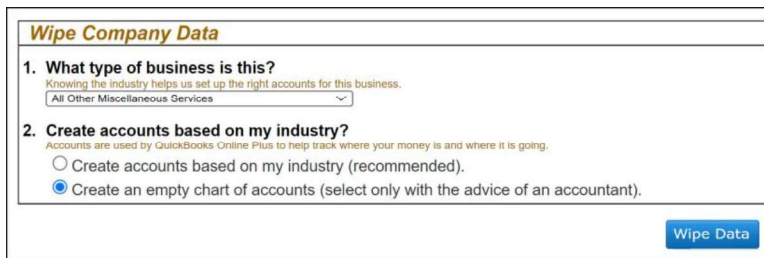 Wipe Company Data
1. What type of business is this?
Knowing the industry helps us set up the right accounts for this business.
All Other Miscellaneous Services
2. Create accounts based on my industry?
Accounts are used by QuickBooks Online Plus to help track where your money is and where it is going.
Create accounts based on my industry (recommended).
Create an empty chart of accounts (select only with the advice of an accountant).
Wipe Data